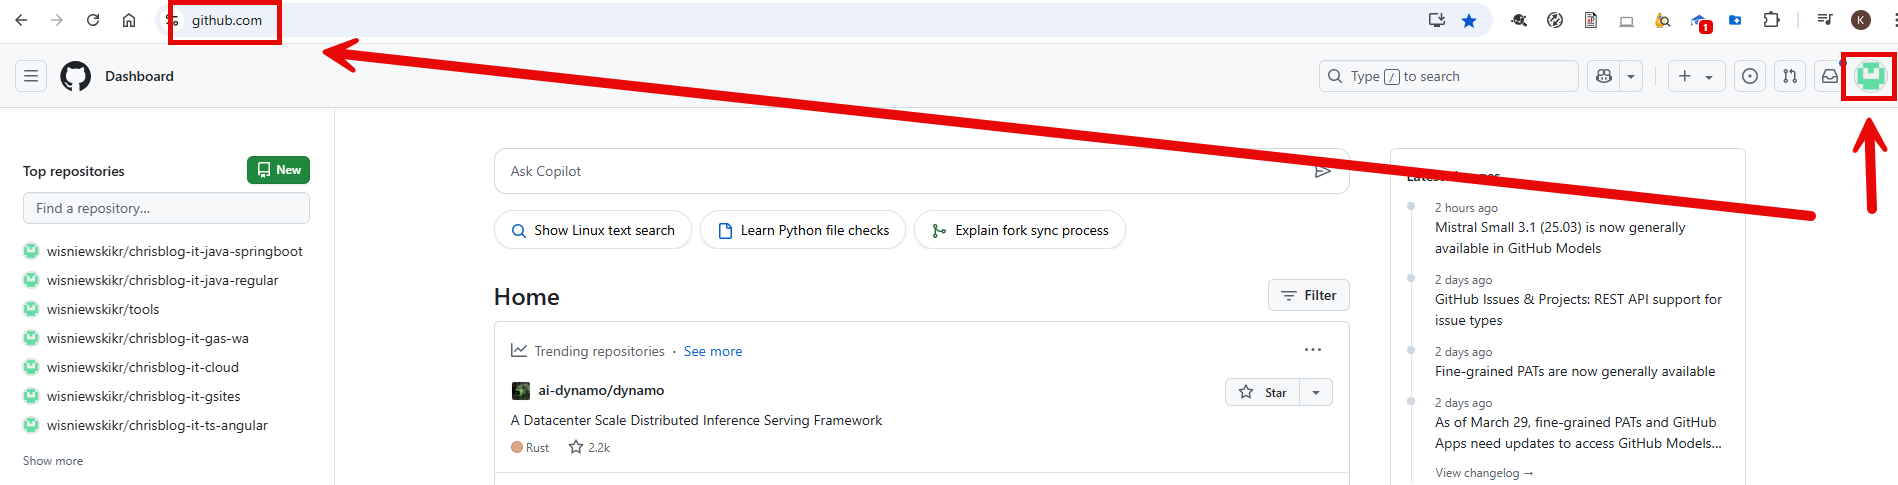 github.com
1
K
Dashboard
Type / to search
Top repositories
New
Find a repository...
wisniewskikr/chrisblog-it-java-springboot
wisniewskikr/chrisblog-it-java-regular
wisniewskikr/tools
wisniewskikr/chrisblog-it-gas-wa
wisniewskikr/chrisblog-it-cloud
wisniewskikr/chrisblog-it-gsites
wisniewskikr/chrisblog-it-ts-angular
Show more
Ask Copilot
Show Linux text search
Learn Python file checks
Explain fork sync process
Home
Filter
Trending repositories · See more
ai-dynamo/dynamo
Star
A Datacenter Scale Distributed Inference Serving Framework
Rust 2.2k
2 hours ago
Mistral Small 3.1 (25.03) is now generally
available in GitHub Models
2 days ago
GitHub Issues & Projects: REST API support for
issue types
2 days ago
Fine-grained PATs are now generally available
2 days ago
As of March 29, fine-grained PATs and GitHub
Apps need updates to access GitHub Models...
View changelog →